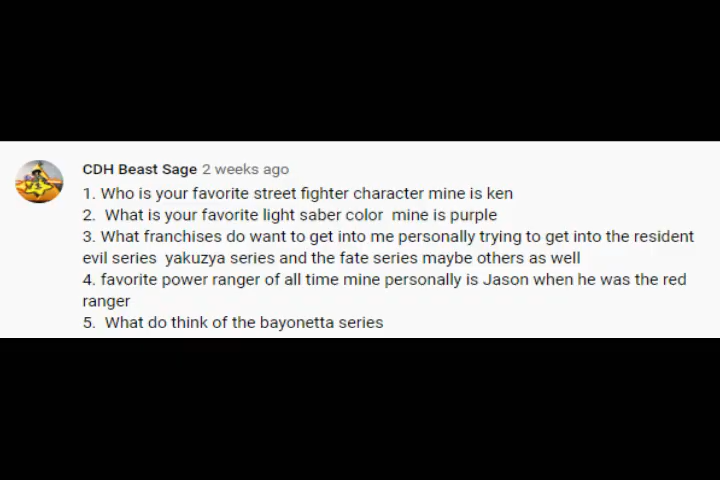 CDH Beast Sage 2 weeks ago
1. Who is your favorite street fighter character mine is ken
2. What is your favorite light saber color mine is purple
3. What franchises do want to get into me personally trying to get into the resident
evil series yakuzya series and the fate series maybe others as well
4. favorite power ranger of all time mine personally is Jason when he was the red
ranger
5. What do think of the bayonetta series